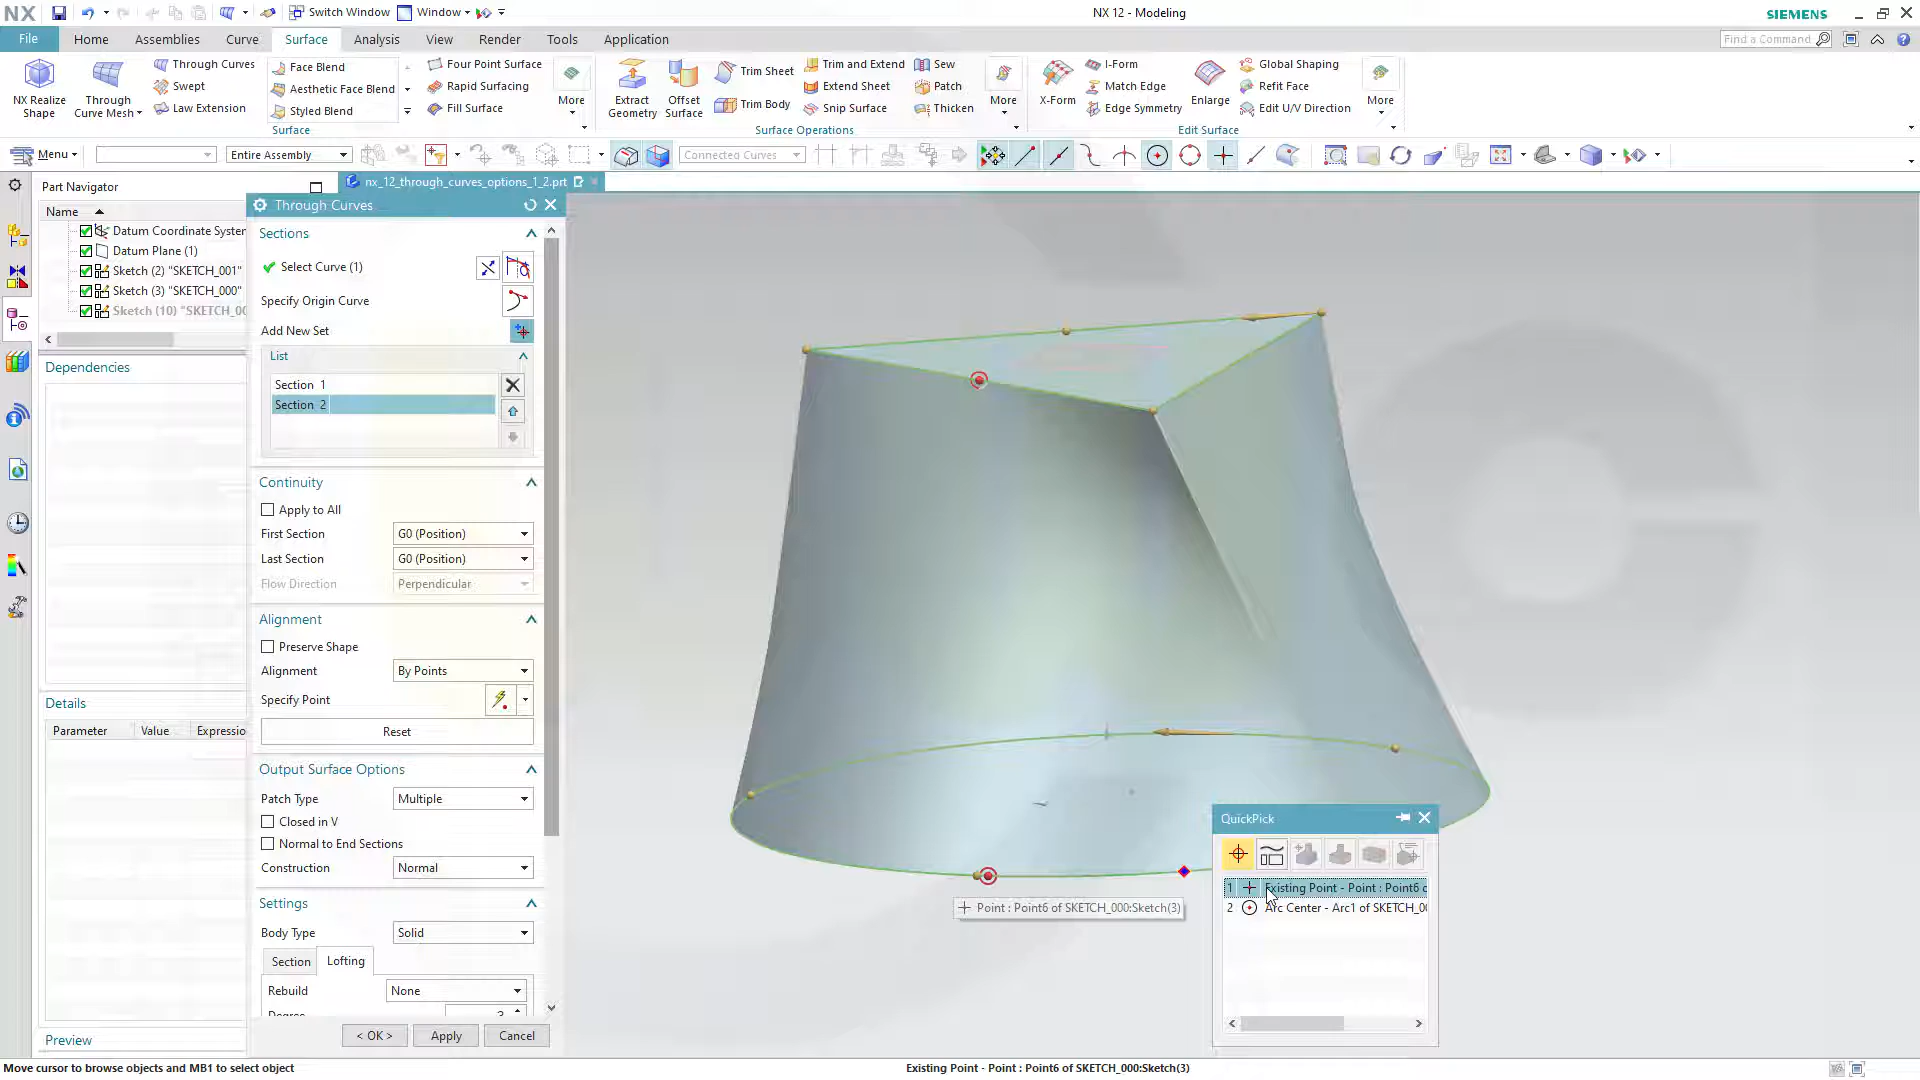 NX
Switch Window
Window
NX 12 - Modeling
SIEMENS
File
Home
Assemblies
Curve
Surface
Analysis
View
Render
Tools
Application
Find a Command
NX Realize
Shape
Through
Curve Mesh
Through Curves
Swept
Law Extension
Face Blend
Aesthetic Face Blend
Styled Blend
Four Point Surface
Rapid Surfacing
Fill Surface
More
Surface
Extract
Geometry
Offset
Surface
Trim Sheet
Trim Body
Trim and Extend
Extend Sheet
Snip Surface
Sew
Patch
Thicken
More
Surface Operations
X-Form
I-Form
Match Edge
Edge Symmetry
Enlarge
Global Shaping
Refit Face
Edit U/V Direction
More
Edit Surface
Menu
Entire Assembly
Connected Curves
Part Navigator
nx_12_through_curves_options_1_2.prt
Name
Datum Coordinate System
Datum Plane (1)
Sketch (2) "SKETCH_001"
Sketch (3) "SKETCH_000"
Sketch (10) "SKETCH_00
Dependencies
Details
Parameter
Value
Expressio
Preview
Through Curves
Sections
Select Curve (1)
Specify Origin Curve
Add New Set
List
Section 1
Section 2
Continuity
Apply to All
First Section
G0 (Position)
Last Section
G0 (Position)
Flow Direction
Perpendicular
Alignment
Preserve Shape
Alignment
By Points
Specify Point
Reset
Output Surface Options
Patch Type
Multiple
Closed in V
Normal to End Sections
Construction
Normal
Settings
Body Type
Solid
Section
Lofting
Rebuild
None
Degree
3
< OK >
Apply
Cancel
Point : Point6 of SKETCH_000:Sketch(3)
QuickPick
1
Existing Point - Point : Point6 o
2
Arc Center - Arc1 of SKETCH_00
Move cursor to browse objects and MB1 to select object
Existing Point - Point : Point6 of SKETCH_000:Sketch(3)